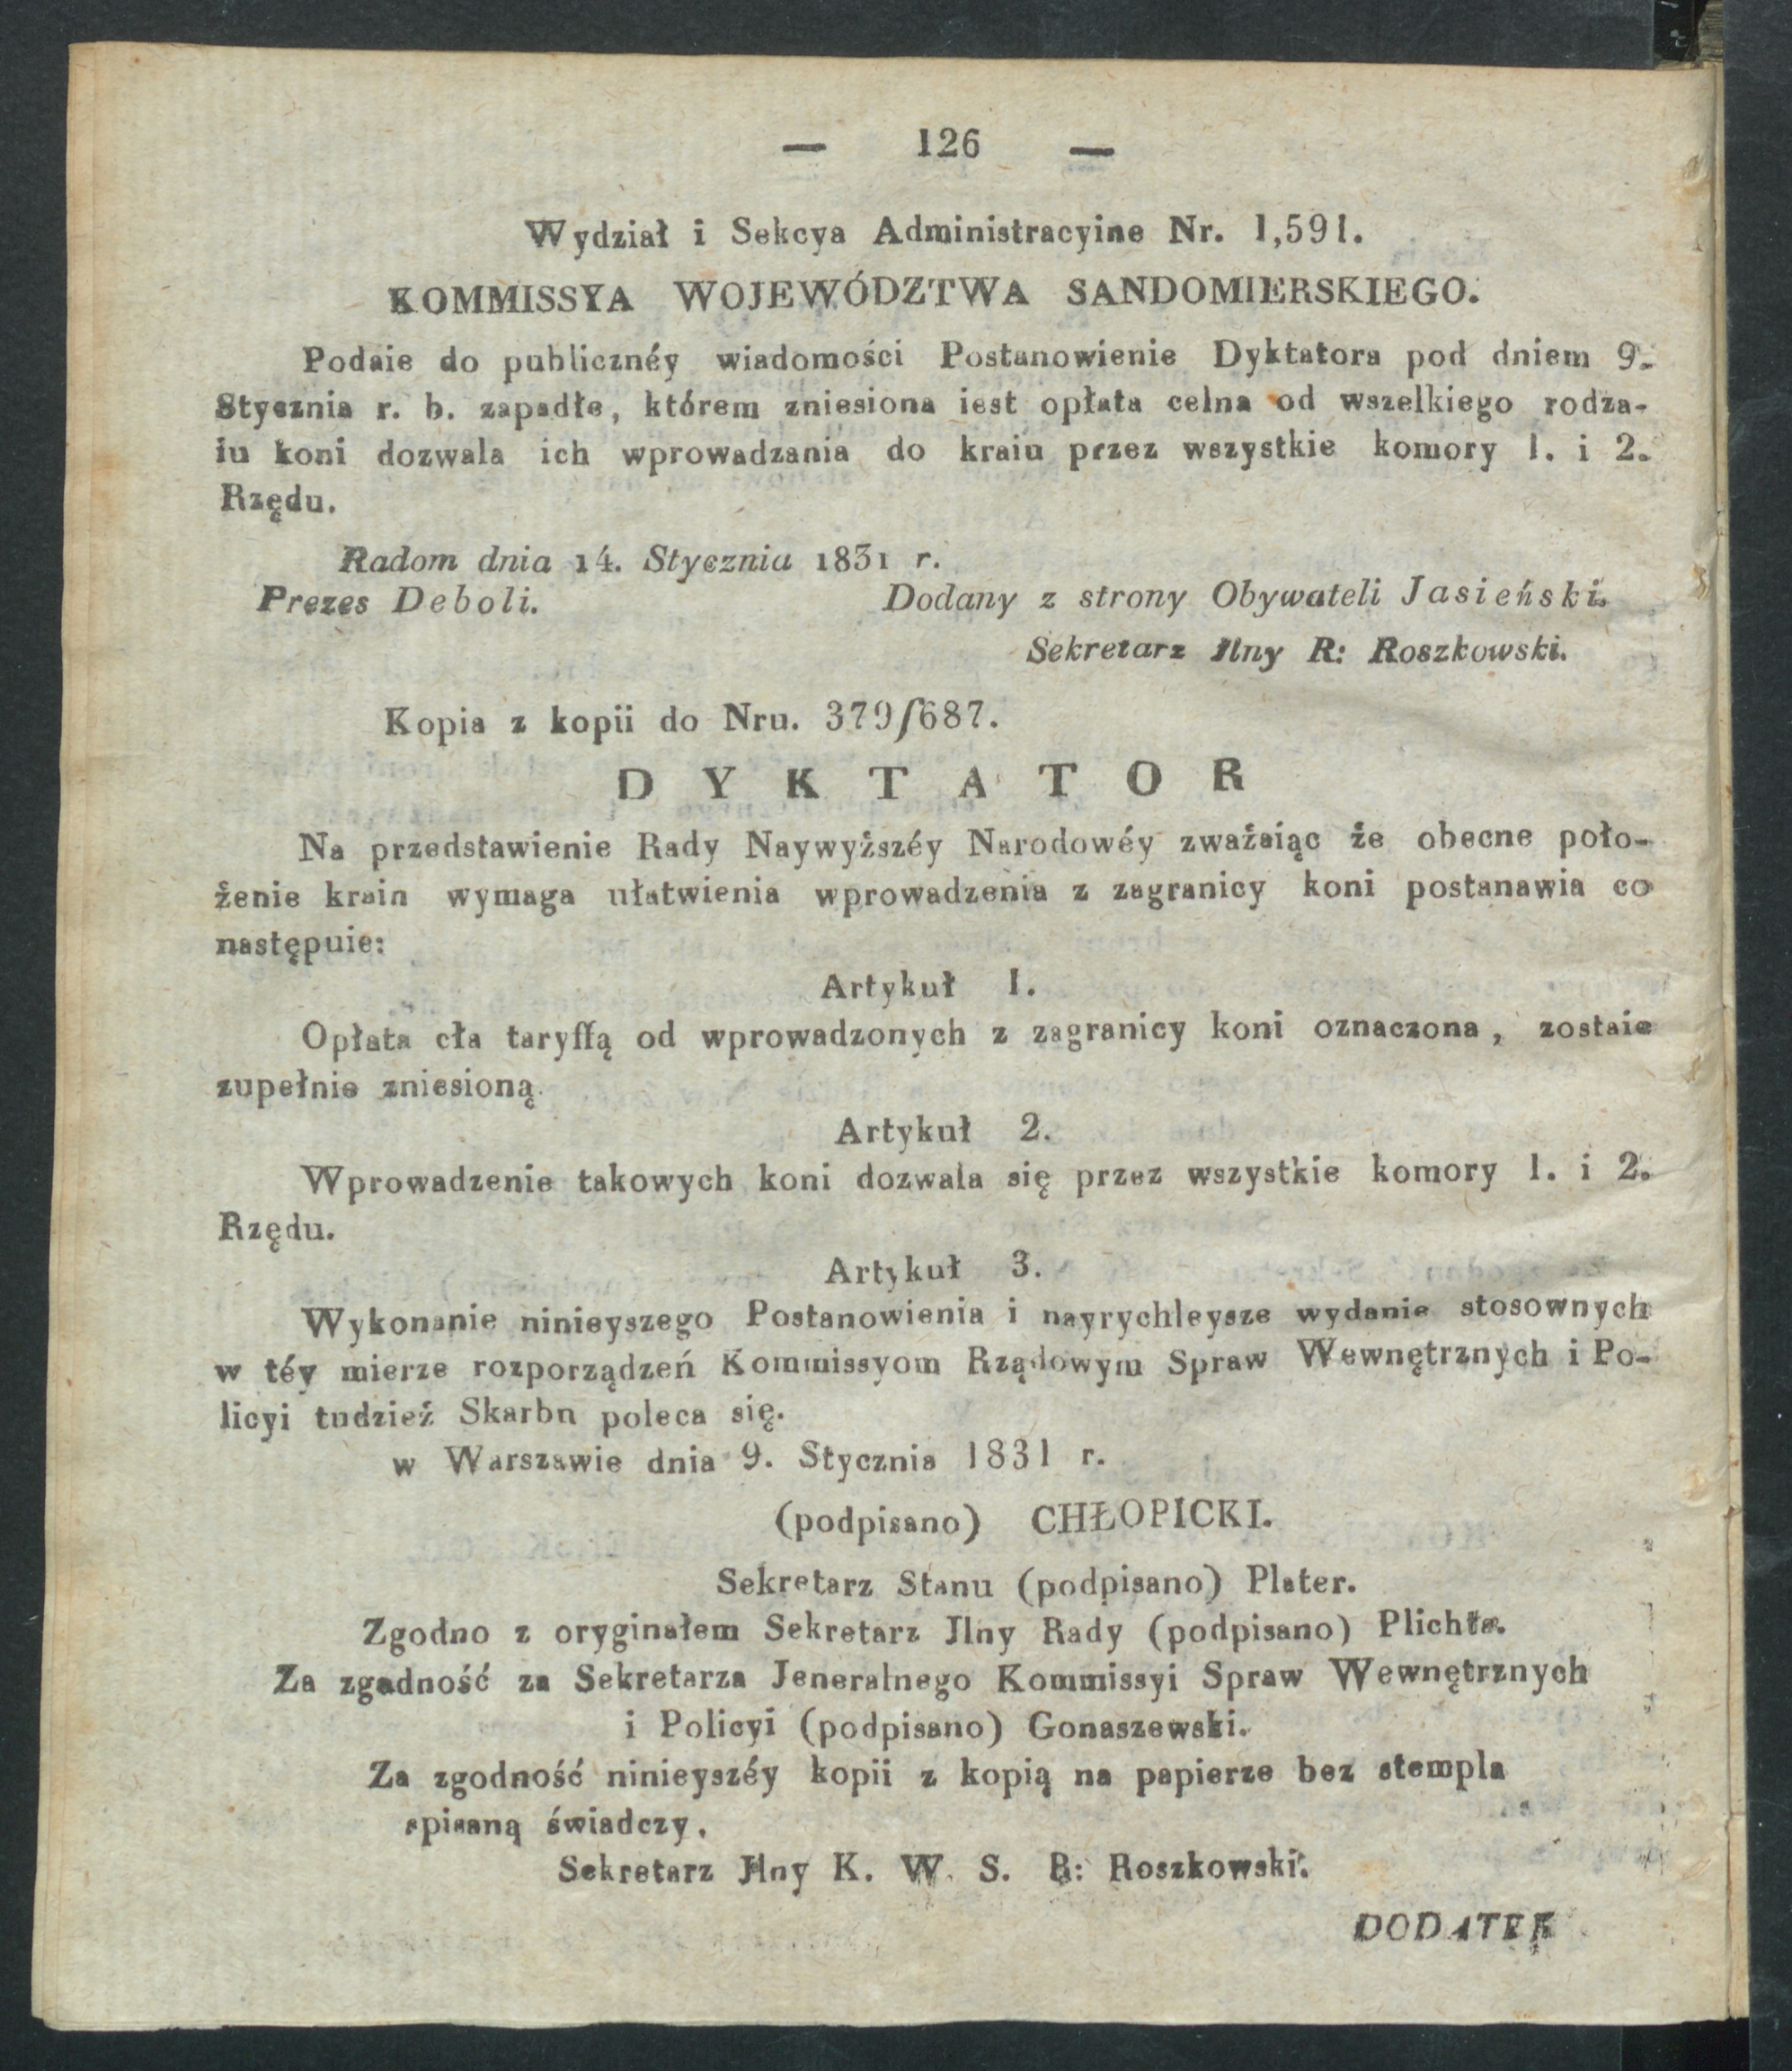 — 126 —
Wydział i Sekcya Administracyine Nr. 1,591.
KOMMISSYA WOJEWÓDZTWA SANDOMIERSKIEGO.
Podaie do publicznéy wiadomości Postanowienie Dyktatora pod dniem 9.
Stycznia r. b. zapadłe, którem zniesiona iest opłata celna od wszelkiego rodza-
iu koni dozwala ich wprowadzania do kraiu przez wszystkie komory 1. i 2.
Rzędu.
Radom dnia 14. Stycznia 1831 r.
Prezes Deboli. Dodany z strony Obywateli Jasieński.
Sekretarz Jlny R: Roszkowski.
Kopia z kopii do Nru. 379/687.
DYKTATOR
Na przedstawienie Rady Naywyższéy Narodowéy zważaiąc że obecne poło-
żenie krain wymaga ułatwienia wprowadzenia z zagranicy koni postanawia co
następuie:
Artykuł 1.
Opłata cła taryffą od wprowadzonych z zagranicy koni oznaczona, zostaie
zupełnie zniesioną.
Artykuł 2.
Wprowadzenie takowych koni dozwala się przez wszystkie komory 1. i 2.
Rzędu.
Artykuł 3.
Wykonanie ninieyszego Postanowienia i nayrychleysze wydanie stosownych
w téy mierze rozporządzeń Kommissyom Rządowym Spraw Wewnętrznych i Po-
licyi tudzież Skarbn poleca się.
w Warszawie dnia 9. Stycznia 1831 r.
(podpisano) CHŁOPICKI.
Sekretarz Stanu (podpisano) Plater.
Zgodno z oryginałem Sekretarz Jlny Rady (podpisano) Plichta.
Za zgadność za Sekretarza Jeneralnego Kommissyi Spraw Wewnętrznych
i Policyi (podpisano) Gonaszewski.
Za zgodność ninieyszéy kopii z kopią na papierze bez stempla
spisaną świadczy.
Sekretarz Jlny K. W. S. R: Roszkowski.
DODATEK